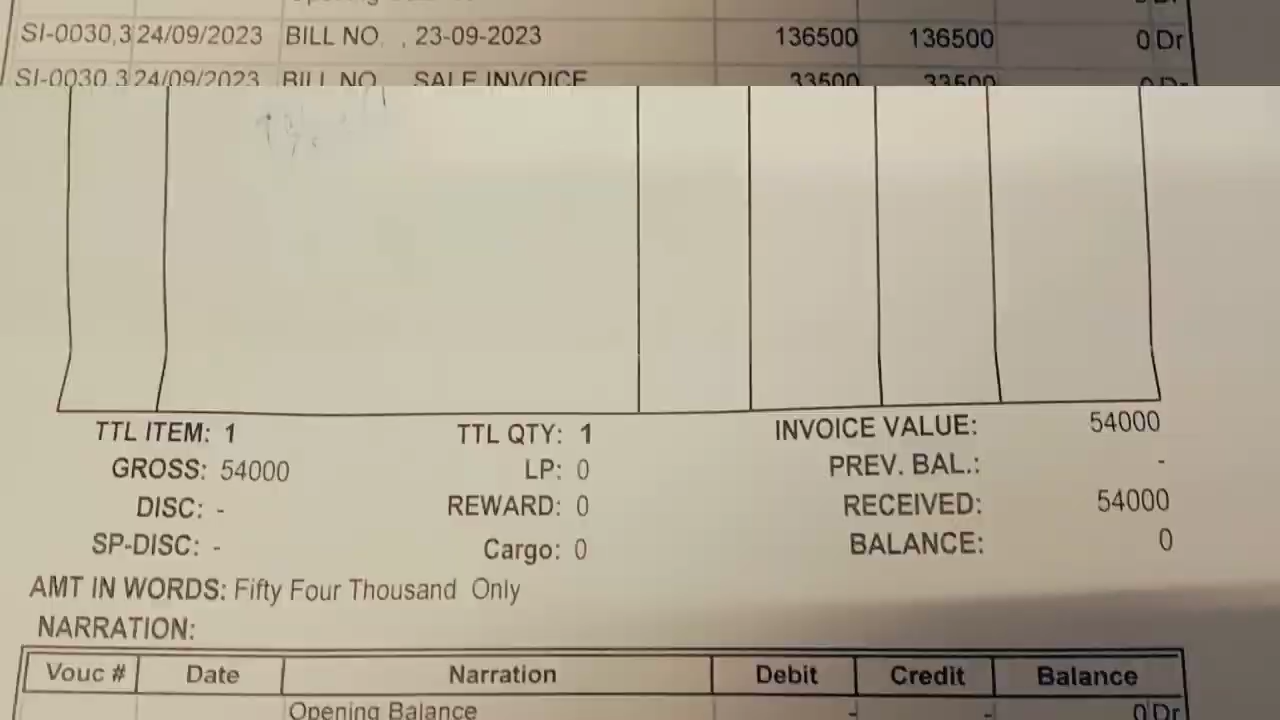 SI-0030,3 24/09/2023 BILL NO. , 23-09-2023 136500 136500 0 Dr
SI-0030,3 24/09/2023 BILL NO. SALE INVOICE 33500 33500 0 Dr
TTL ITEM: 1 TTL QTY: 1 INVOICE VALUE: 54000
GROSS: 54000 LP: 0 PREV. BAL.: -
DISC: - REWARD: 0 RECEIVED: 54000
SP-DISC: - Cargo: 0 BALANCE: 0
AMT IN WORDS: Fifty Four Thousand Only
NARRATION:
Vouc # Date Narration Debit Credit Balance
Opening Balance - - 0 Dr